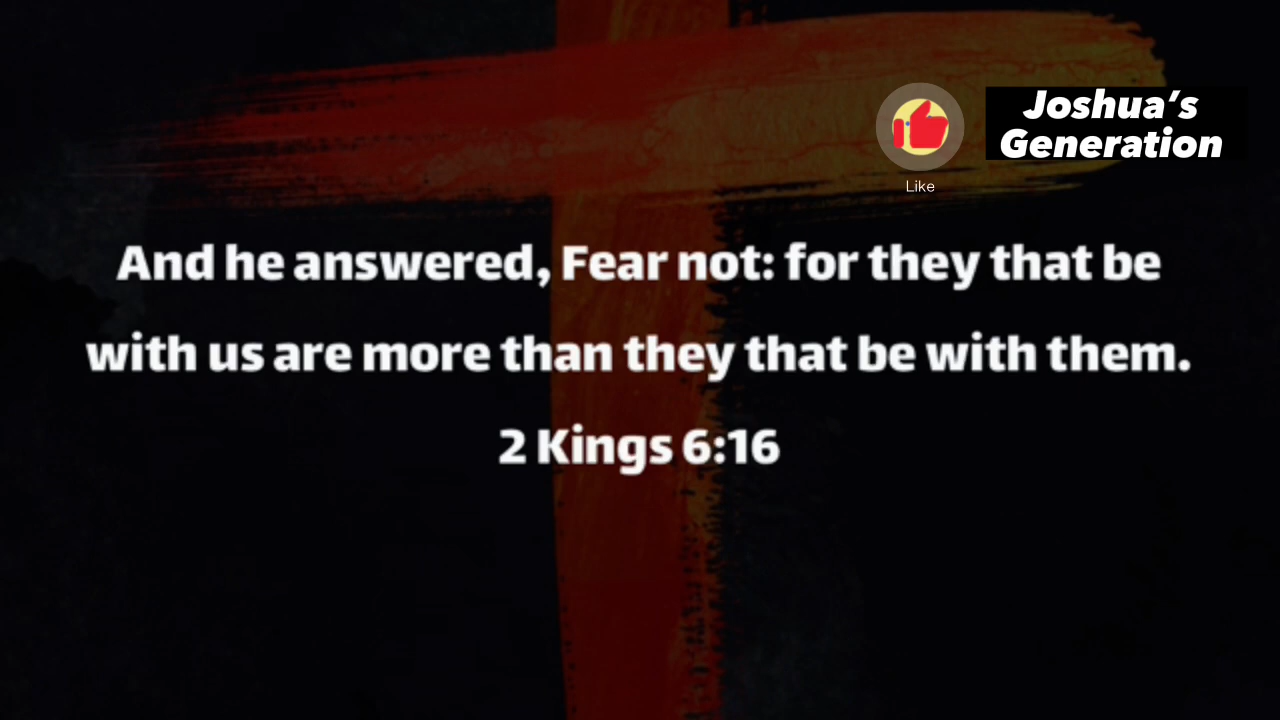 Joshua's
Generation
Like
And he answered, Fear not: for they that be
with us are more than they that be with them.
2 Kings 6:16